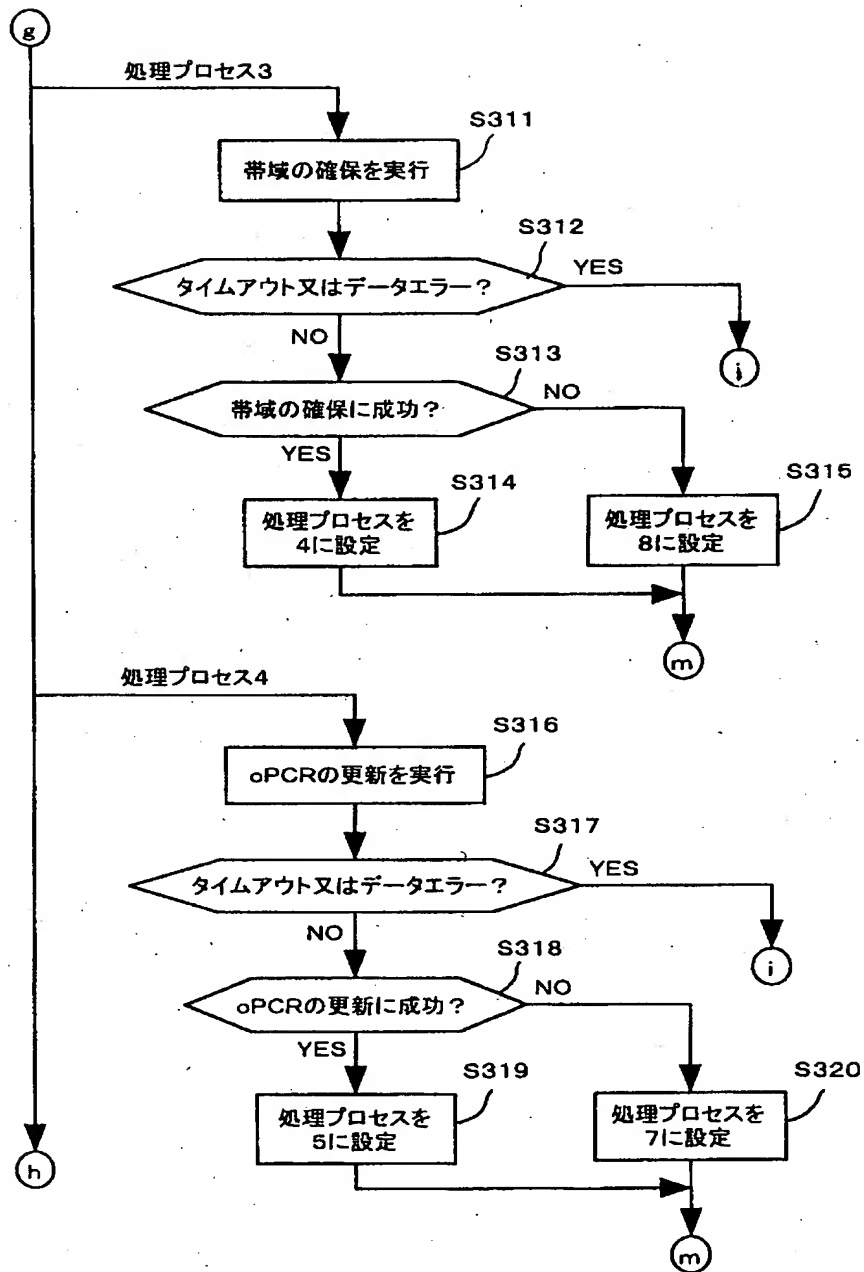 g
処理プロセス3
S311
帯域の確保を実行
S312
タイムアウト又はデータエラー?
YES
NO
i
S313
帯域の確保に成功?
NO
YES
S314
S315
処理プロセスを
4に設定
処理プロセスを
8に設定
m
処理プロセス4
S316
oPCRの更新を実行
S317
タイムアウト又はデータエラー?
YES
NO
S318
i
oPCRの更新に成功?
NO
YES
S319
S320
処理プロセスを
5に設定
処理プロセスを
7に設定
h
m